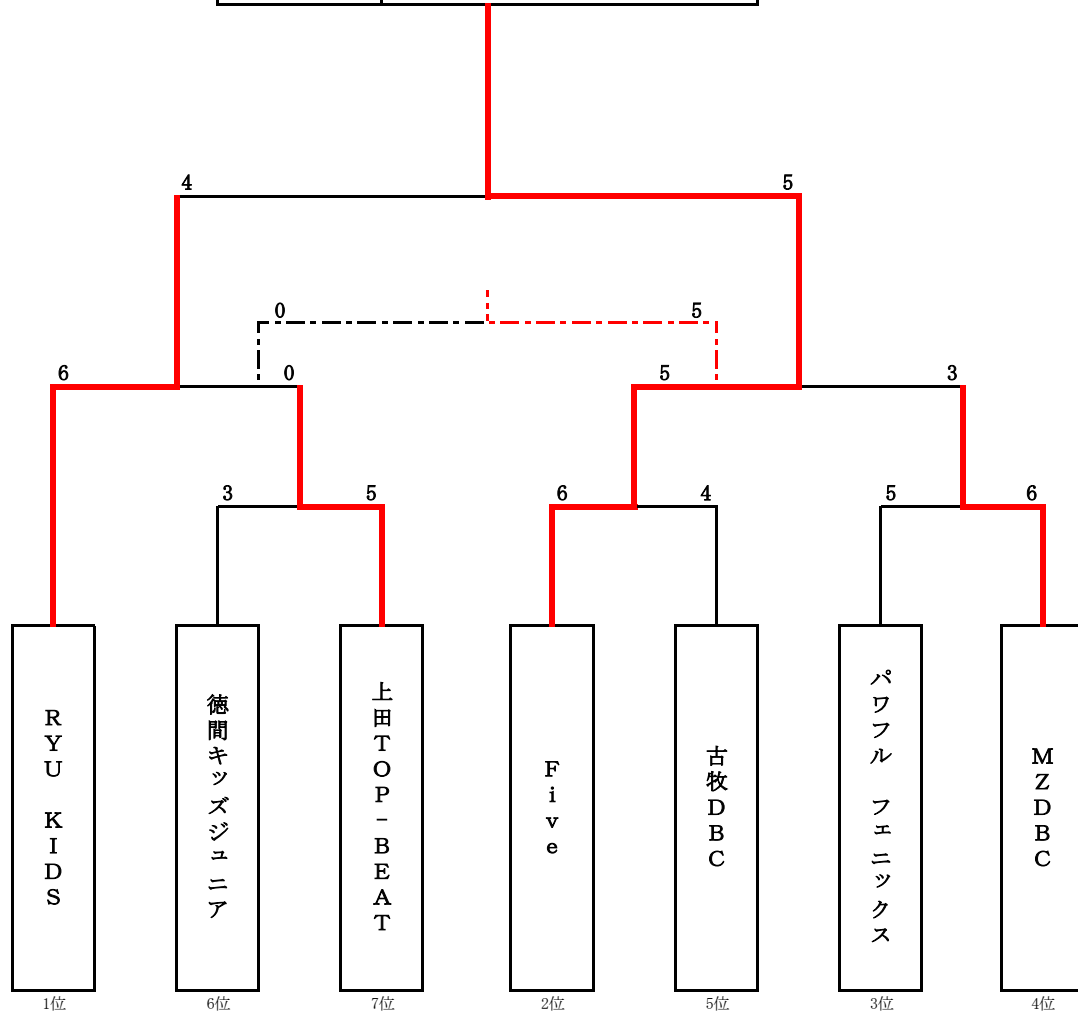 4
5
0
5
6
0
5
3
3
5
6
4
5
6
RYU KIDS
徳間キッズジュニア
上田TOP-BEAT
Five
古牧DBC
パワフル フェニックス
MZDBC
1位
6位
7位
2位
5位
3位
4位